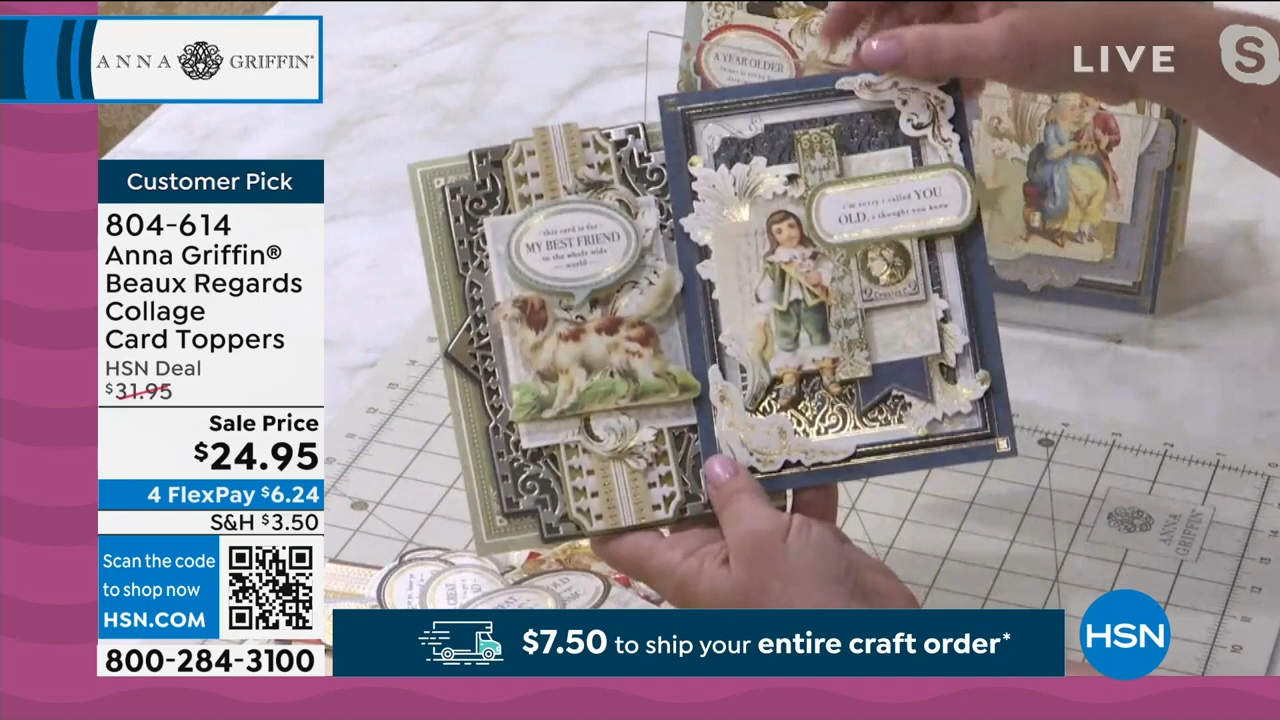 ANNA GRIFFIN®
LIVE
S
Customer Pick
804-614
Anna Griffin®
Beaux Regards
Collage
Card Toppers
HSN Deal
$31.95
Sale Price
$24.95
4 FlexPay $6.24
S&H $3.50
Scan the code
to shop now
HSN.COM
800-284-3100
A YEAR OLDER
this card is for
MY BEST FRIEND
in the whole wide
world
i'm sorry i called YOU
OLD, i thought you knew
ANNA
GRIFFIN
$7.50 to ship your entire craft order*
HSN